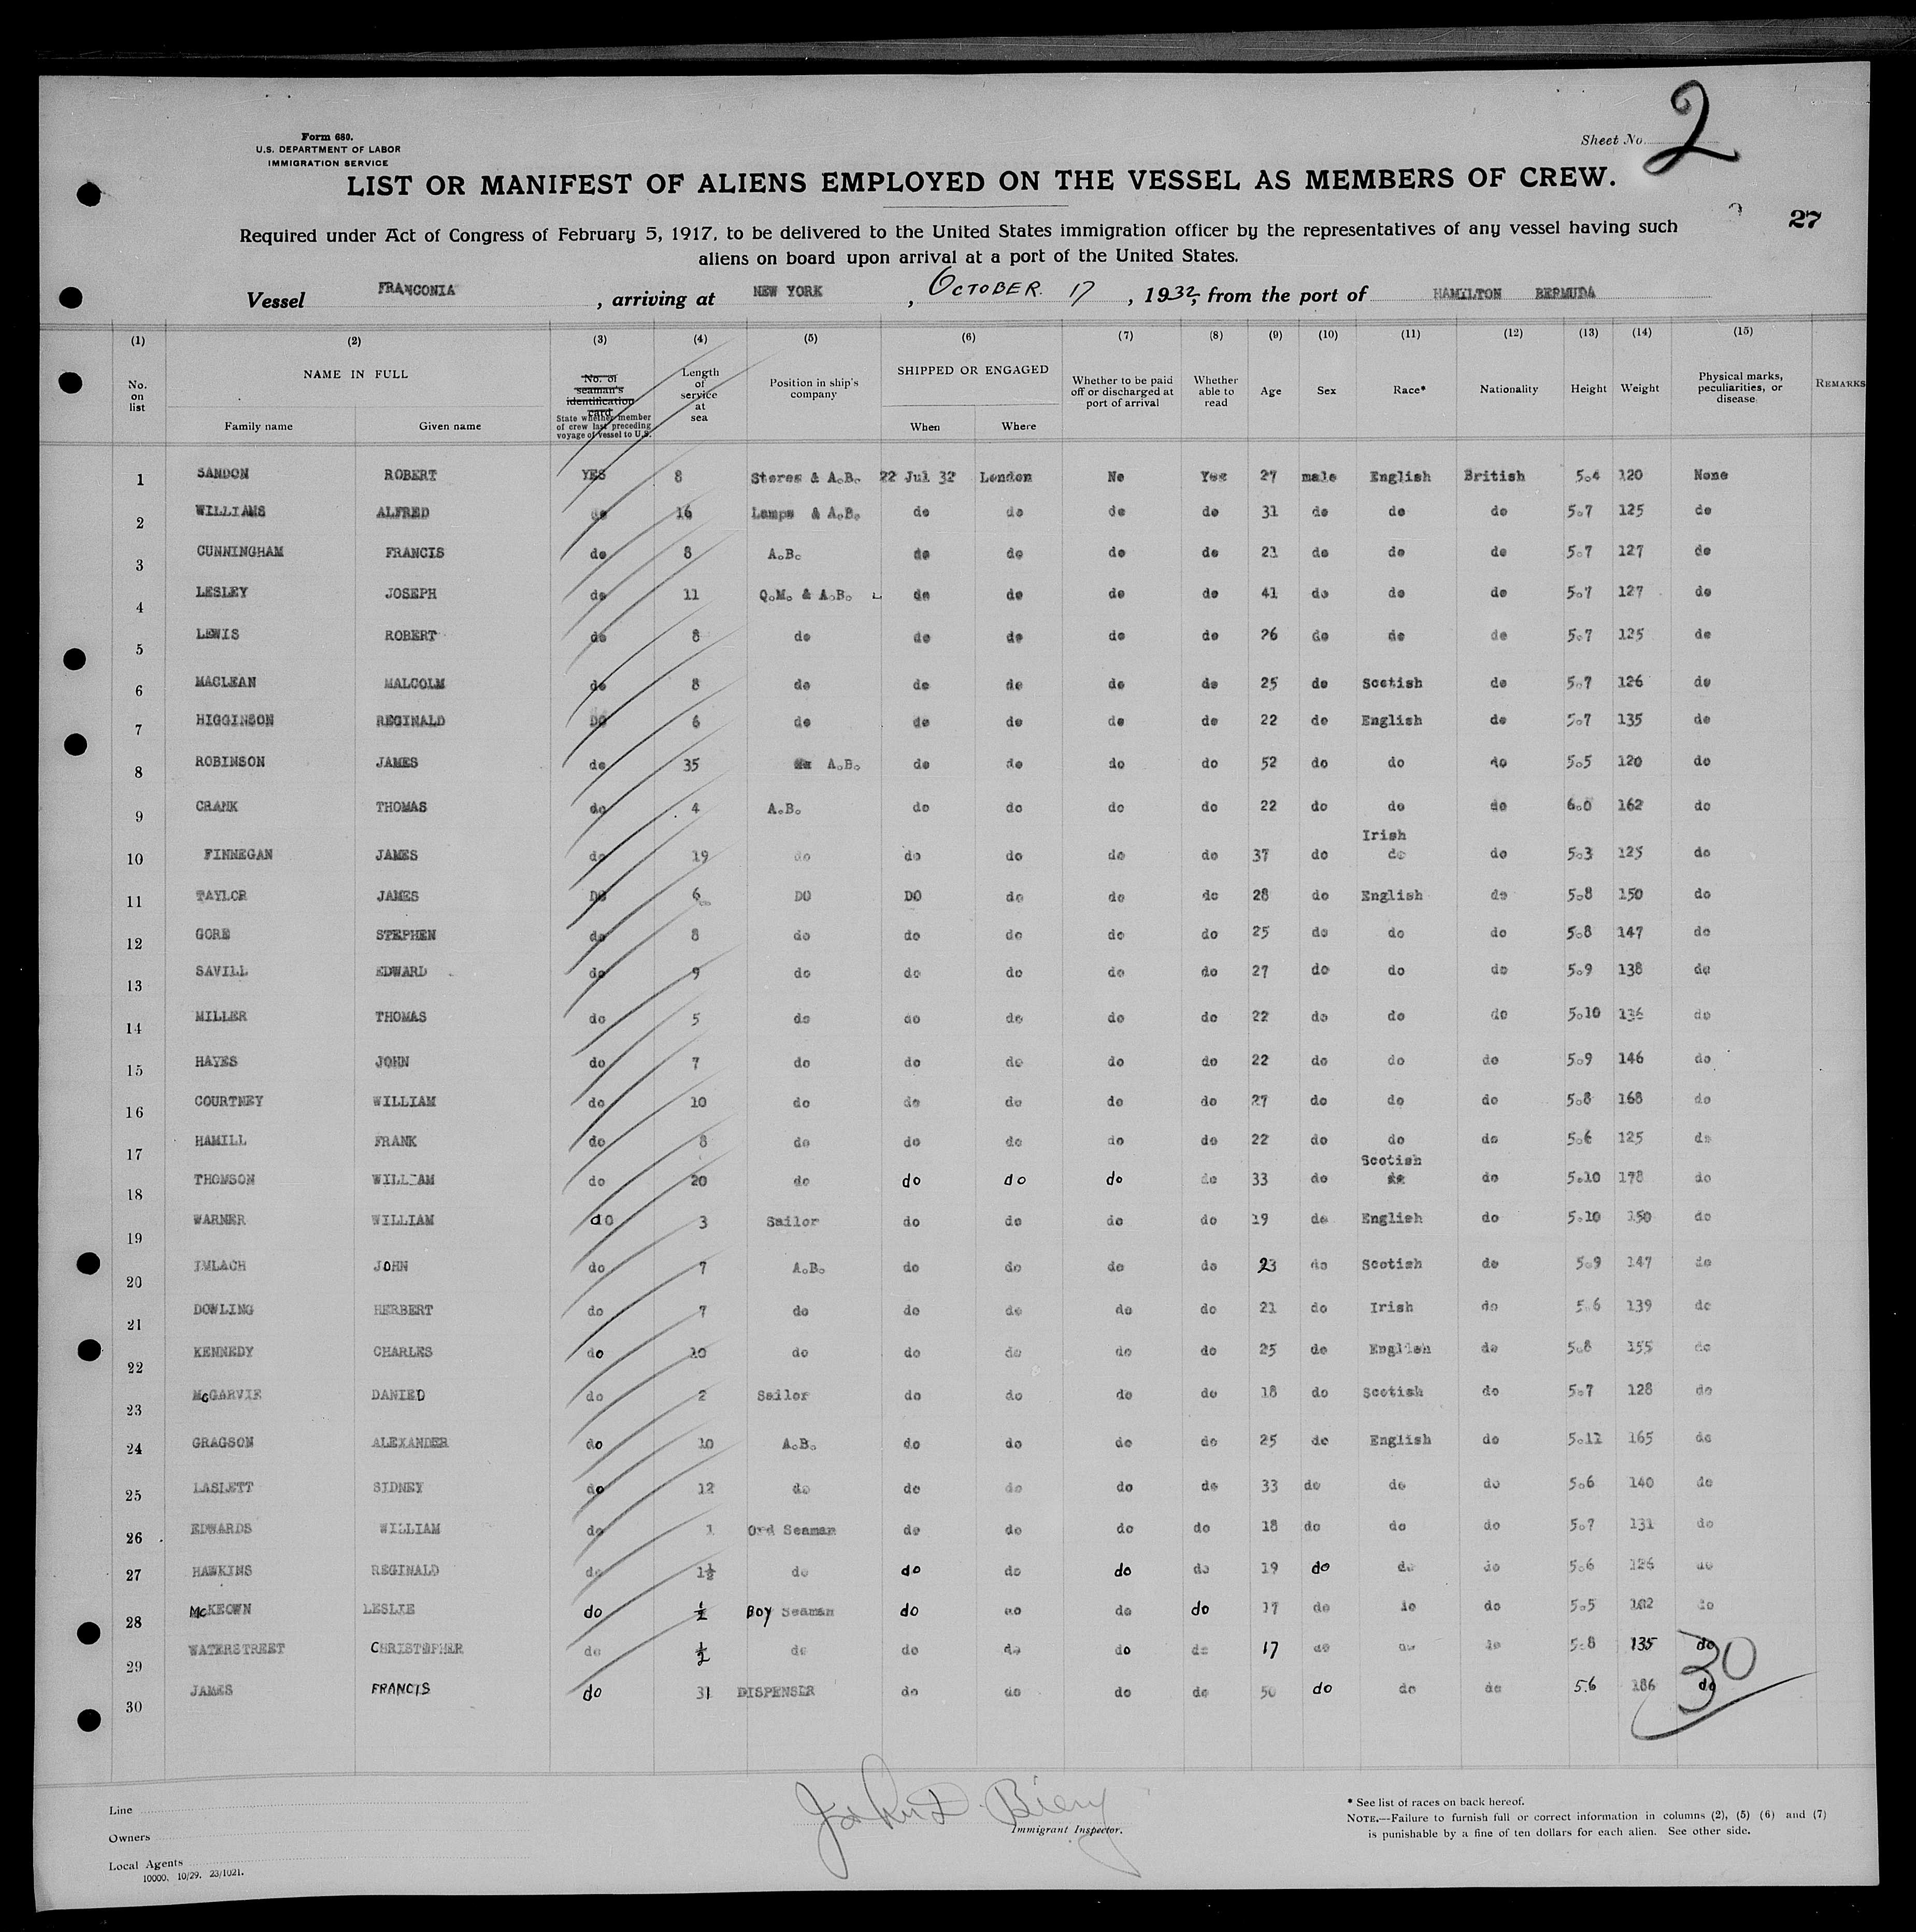 Form 680.
U.S. DEPARTMENT OF LABOR
IMMIGRATION SERVICE
Sheet No. 2
LIST OR MANIFEST OF ALIENS EMPLOYED ON THE VESSEL AS MEMBERS OF CREW.
27
Required under Act of Congress of February 5, 1917, to be delivered to the United States immigration officer by the representatives of any vessel having such
aliens on board upon arrival at a port of the United States.
Vessel FRANCONIA, arriving at NEW YORK, OCTOBER. 17, 1932, from the port of HAMILTON BERMUDA
(1) (2) (3) (4) (5) (6) (7) (8) (9) (10) (11) (12) (13) (14) (15)
No. on list
NAME IN FULL
Family name Given name
No. of seaman's identification card
State whether member of crew last preceding voyage of vessel to U.S.
Length of service at sea
Position in ship's company
SHIPPED OR ENGAGED
When Where
Whether to be paid off or discharged at port of arrival
Whether able to read
Age
Sex
Race*
Nationality
Height
Weight
Physical marks, peculiarities, or disease
REMARKS
1 SANDON ROBERT YES 8 Stores & A.B. 22 Jul 32 London No Yes 27 male English British 5.4 120 None
2 WILLIAMS ALFRED do 16 Lamps & A.B. do do do do 31 do do do 5.7 125 do
3 CUNNINGHAM FRANCIS do 8 A.B. do do do do 23 do do do 5.7 127 do
4 LESLEY JOSEPH do 11 Q.M. & A.B. do do do do 41 do do do 5.7 127 do
5 LEWIS ROBERT do 8 do do do do do 26 do do do 5.7 125 do
6 MACLEAN MALCOLM do 8 do do do do do 25 do Scotish do 5.7 126 do
7 HIGGINSON REGINALD DO 6 do do do do do 22 do English do 5.7 135 do
8 ROBINSON JAMES do 35 A.B. do do do do 52 do do do 5.5 120 do
9 CRANK THOMAS do 4 A.B. do do do do 22 do do do 6.0 162 do
Irish
10 FINNEGAN JAMES do 19 do do do do do 37 do do do 5.3 125 do
11 TAYLOR JAMES DO 6 DO DO do do do 28 do English do 5.8 150 do
12 GORE STEPHEN do 8 do do do do do 25 do do do 5.8 147 do
13 SAVILL EDWARD do 9 do do do do do 27 do do do 5.9 138 do
14 MILLER THOMAS do 5 do do do do do 22 do do do 5.10 136 do
15 HAYES JOHN do 7 do do do do do 22 do do do 5.9 146 do
16 COURTNEY WILLIAM do 10 do do do do do 27 do do do 5.8 168 do
17 HAMILL FRANK do 8 do do do do do 22 do do do 5.6 125 do
Scotish
18 THOMSON WILLIAM do 20 do do do do do 33 do do do 5.10 178 do
19 WARNER WILLIAM do 3 Sailor do do do do 19 do English do 5.10 150 do
20 IMLACH JOHN do 7 A.B. do do do do 23 do Scotish do 5.9 147 do
21 DOWLING HERBERT do 7 do do do do do 21 do Irish do 5.6 139 do
22 KENNEDY CHARLES do 10 do do do do do 25 do English do 5.8 155 do
23 McGARVIE DANIED do 2 Sailor do do do do 18 do Scotish do 5.7 128 do
24 GRAGSON ALEXANDER do 10 A.B. do do do do 25 do English do 5.11 165 do
25 LASLETT SIDNEY do 12 do do do do do 33 do do do 5.6 140 do
26 EDWARDS WILLIAM do 1 Ord Seaman do do do do 18 do do do 5.7 131 do
27 HAWKINS REGINALD do 1½ do do do do do 19 do do do 5.6 126 do
28 McKEOWN LESLIE do ½ BOY Seaman do do do do 17 do do do 5.5 102 do
29 WATERSTREET CHRISTOPHER do ½ do do do do do 17 do do do 5.8 135 do
30 JAMES FRANCIS do 31 DISPENSER do do do do 50 do do do 5.6 186 do
30
Line
Owners
Local Agents
10000. 10/29. 23/1021.
John D. Bieny
Immigrant Inspector.
* See list of races on back hereof.
NOTE.—Failure to furnish full or correct information in columns (2), (5) (6) and (7)
is punishable by a fine of ten dollars for each alien. See other side.